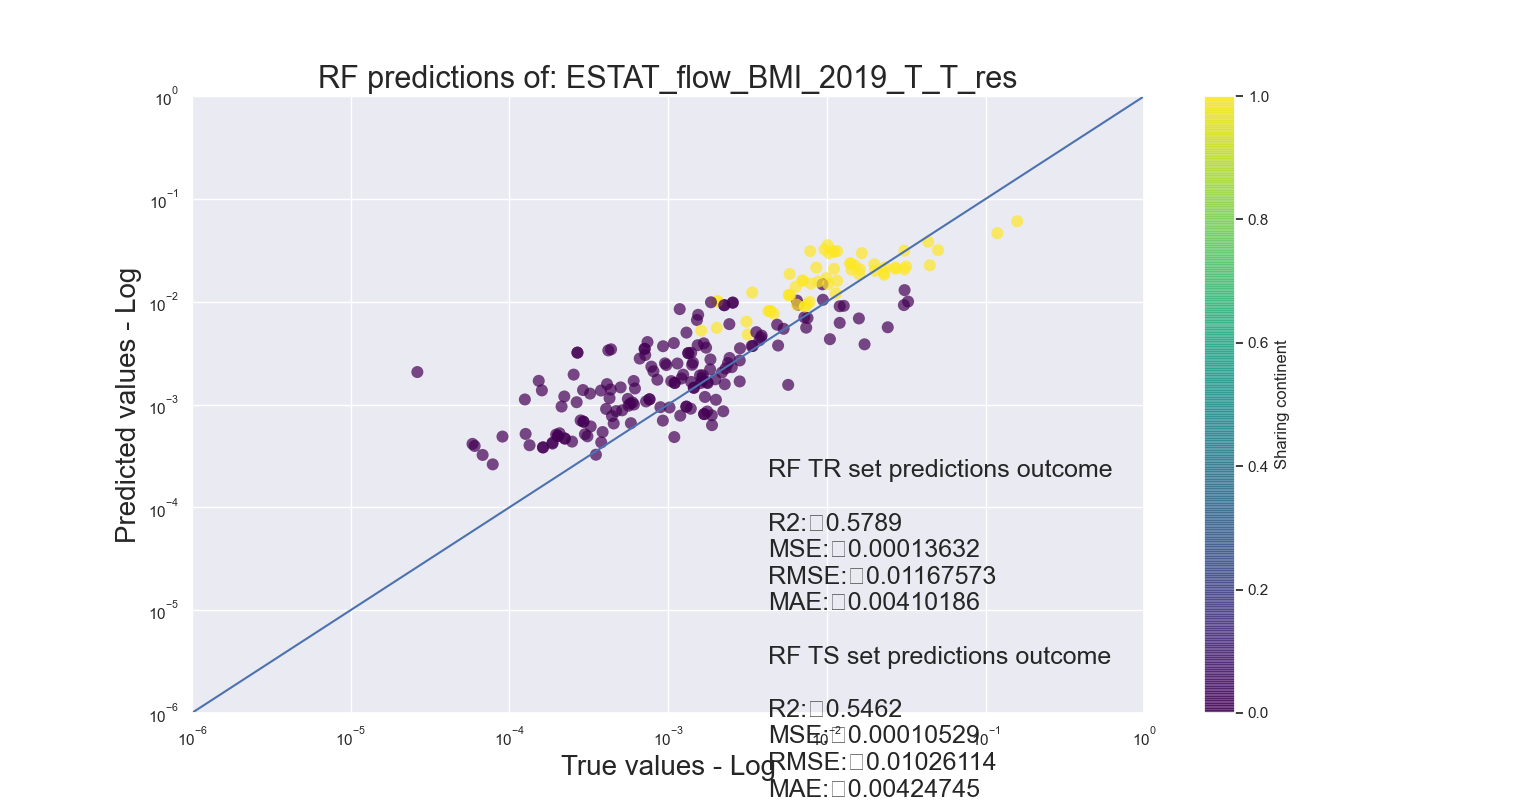 RF predictions of: ESTAT_flow_BMI_2019_T_T_res
10⁰
10⁻¹
10⁻²
10⁻³
10⁻⁴
10⁻⁵
10⁻⁶
Predicted values - Log
RF TR set predictions outcome
R2:□0.5789
MSE:□0.00013632
RMSE:□0.01167573
MAE:□0.00410186
RF TS set predictions outcome
R2:□0.5462
MSE:□0.00010529
RMSE:□0.01026114
MAE:□0.00424745
10⁻⁶ 10⁻⁵ 10⁻⁴ 10⁻³ 10⁻² 10⁻¹ 10⁰
True values - Log
1.0
0.8
0.6
0.4
0.2
0.0
Sharing continent